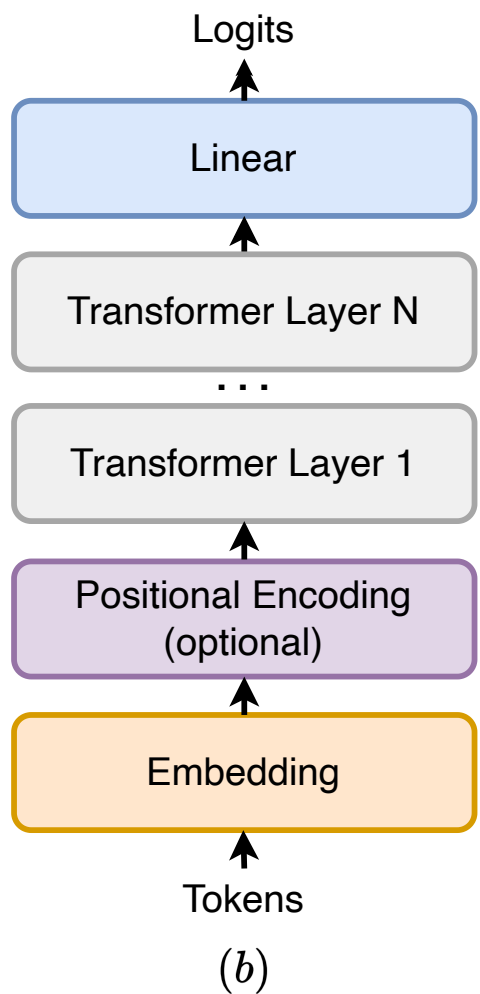 Logits
Linear
Transformer Layer N
...
Transformer Layer 1
Positional Encoding
(optional)
Embedding
Tokens
(b)